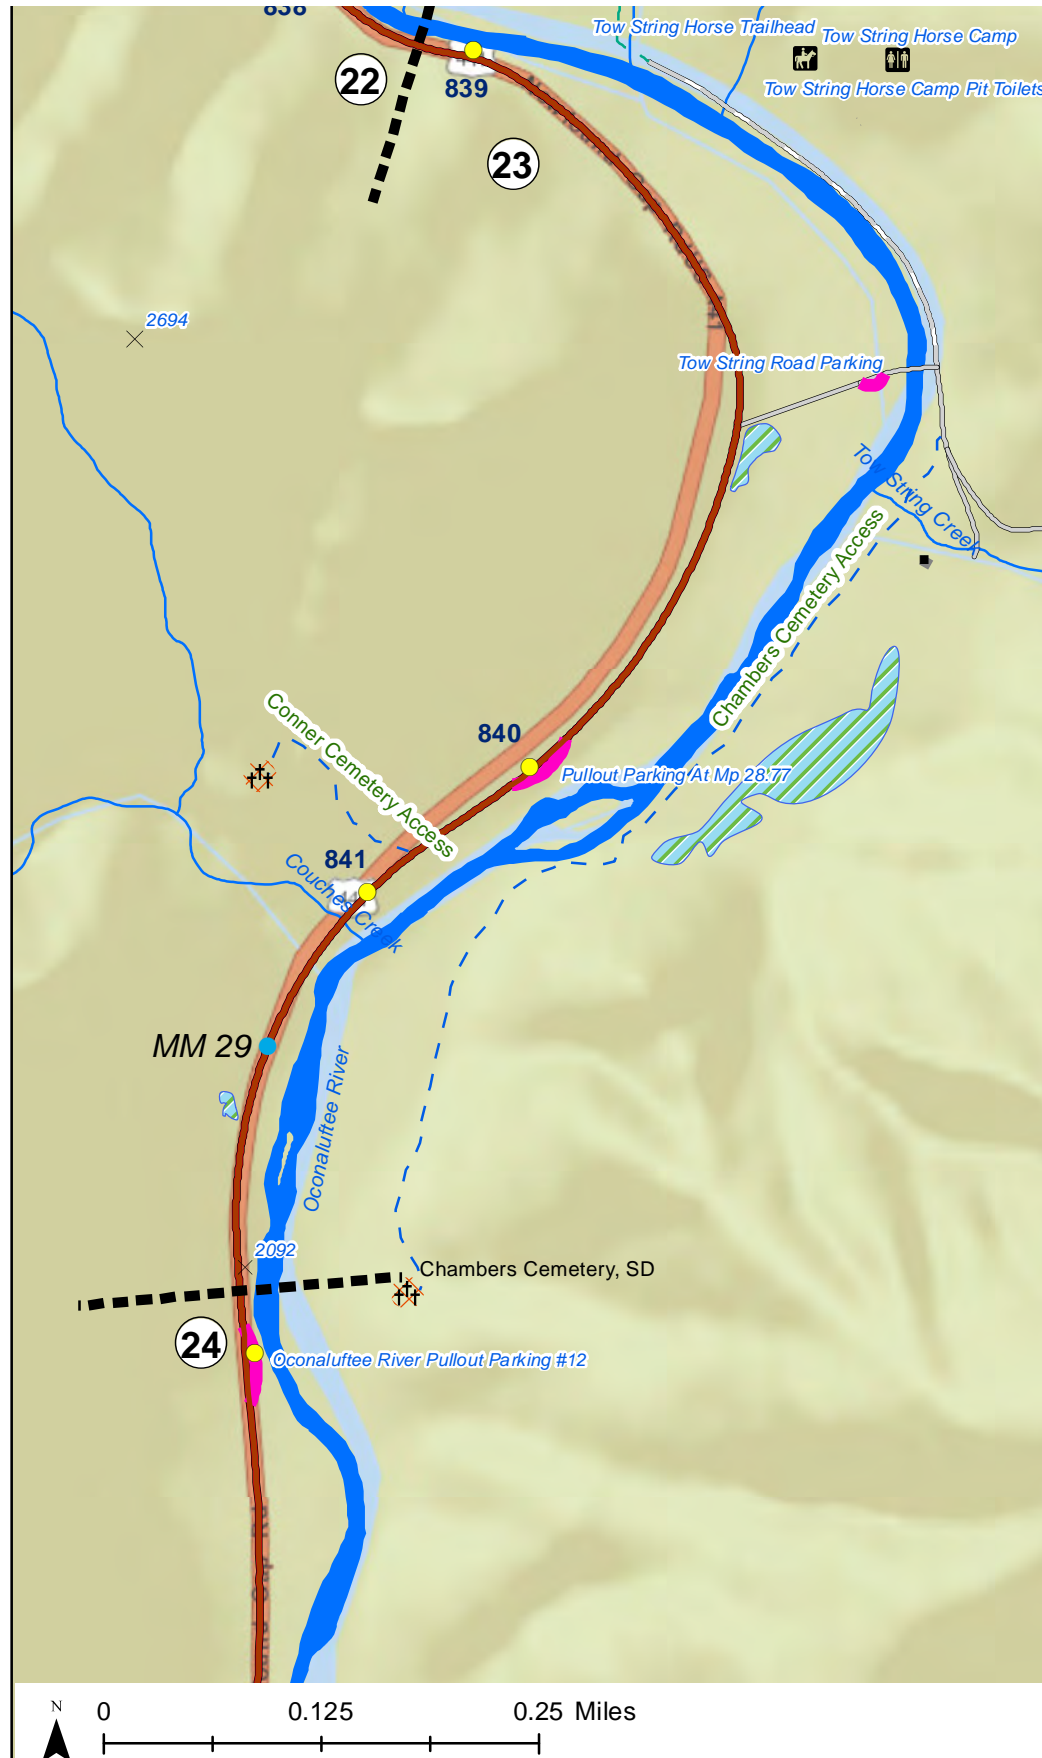 838
Tow String Horse Trailhead
Tow String Horse Camp
22
839
Tow String Horse Camp Pit Toilets
23
2694
Tow String Road Parking
Tow String Creek
Chambers Cemetery Access
Conner Cemetery Access
840
Pullout Parking At Mp 28.77
841
Couches Creek
MM 29
Oconaluftee River
2092
Chambers Cemetery, SD
24
Oconaluftee River Pullout Parking #12
N
0
0.125
0.25 Miles